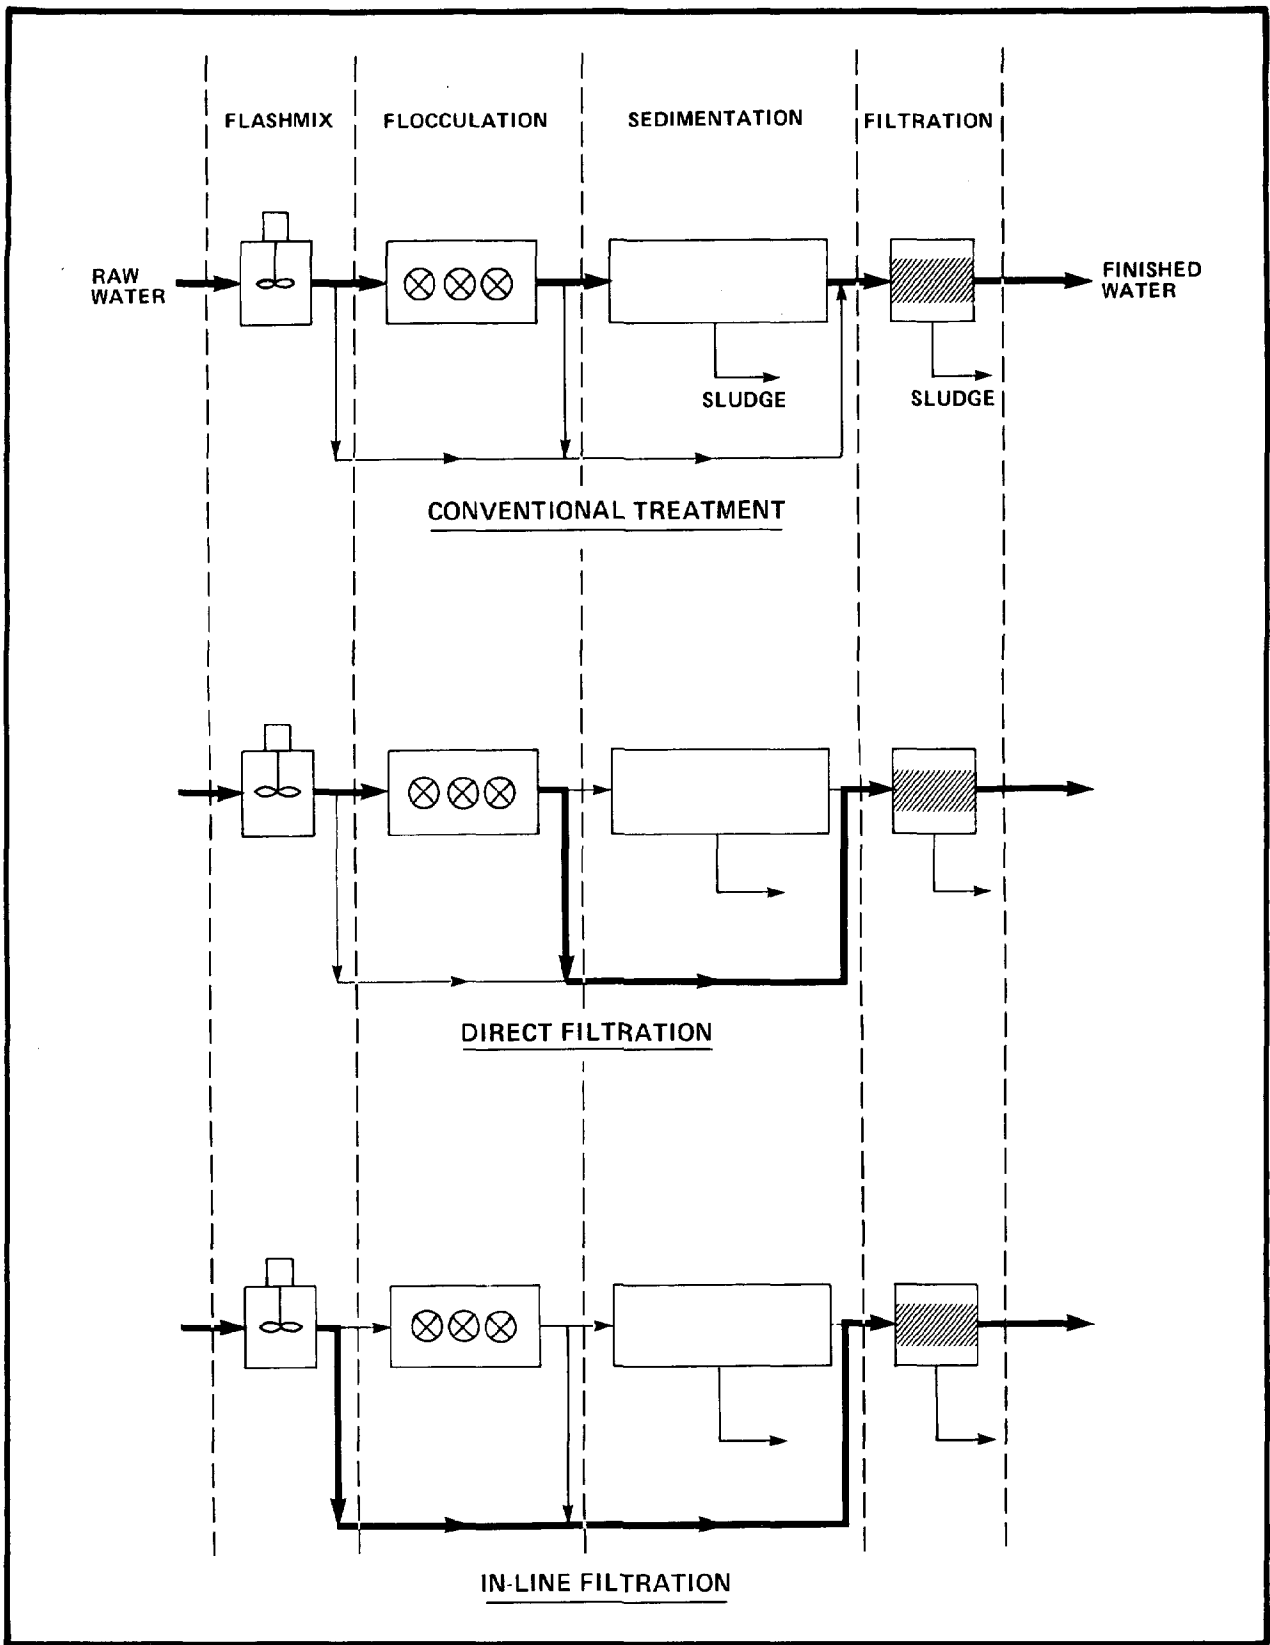 FLASHMIX
FLOCCULATION
SEDIMENTATION
FILTRATION
RAW
WATER
FINISHED
WATER
SLUDGE
SLUDGE
CONVENTIONAL TREATMENT
DIRECT FILTRATION
IN-LINE FILTRATION